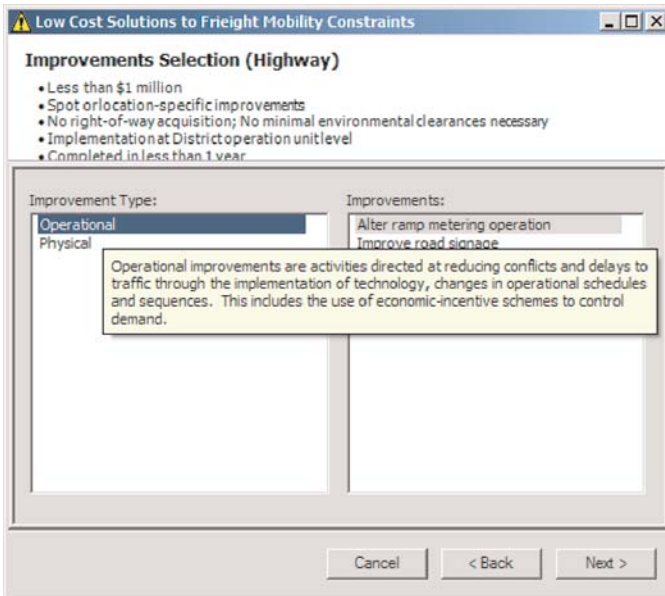 Low Cost Solutions to Frieight Mobility Constraints
Improvements Selection (Highway)
• Less than $1 million
• Spot orlocation-specific improvements
• No right-of-way acquisition; No minimal environmental clearances necessary
• Implementation at District operation unit level
• Completed in less than 1 year
Improvement Type:
Improvements:
Operational
Physical
Alter ramp metering operation
Improve road signage
Operational improvements are activities directed at reducing conflicts and delays to
traffic through the implementation of technology, changes in operational schedules
and sequences. This includes the use of economic-incentive schemes to control
demand.
Cancel
< Back
Next >